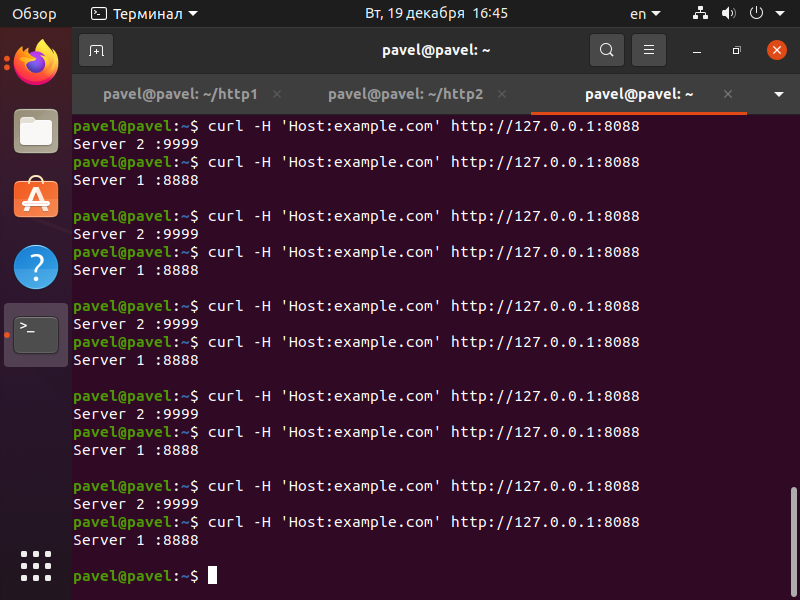 Обзор Терминал Вт, 19 декабря 16:45 en
pavel@pavel: ~
pavel@pavel: ~/http1 pavel@pavel: ~/http2 pavel@pavel: ~
pavel@pavel:~$ curl -H 'Host:example.com' http://127.0.0.1:8088
Server 2 :9999
pavel@pavel:~$ curl -H 'Host:example.com' http://127.0.0.1:8088
Server 1 :8888
pavel@pavel:~$ curl -H 'Host:example.com' http://127.0.0.1:8088
Server 2 :9999
pavel@pavel:~$ curl -H 'Host:example.com' http://127.0.0.1:8088
Server 1 :8888
pavel@pavel:~$ curl -H 'Host:example.com' http://127.0.0.1:8088
Server 2 :9999
pavel@pavel:~$ curl -H 'Host:example.com' http://127.0.0.1:8088
Server 1 :8888
pavel@pavel:~$ curl -H 'Host:example.com' http://127.0.0.1:8088
Server 2 :9999
pavel@pavel:~$ curl -H 'Host:example.com' http://127.0.0.1:8088
Server 1 :8888
pavel@pavel:~$ curl -H 'Host:example.com' http://127.0.0.1:8088
Server 2 :9999
pavel@pavel:~$ curl -H 'Host:example.com' http://127.0.0.1:8088
Server 1 :8888
pavel@pavel:~$